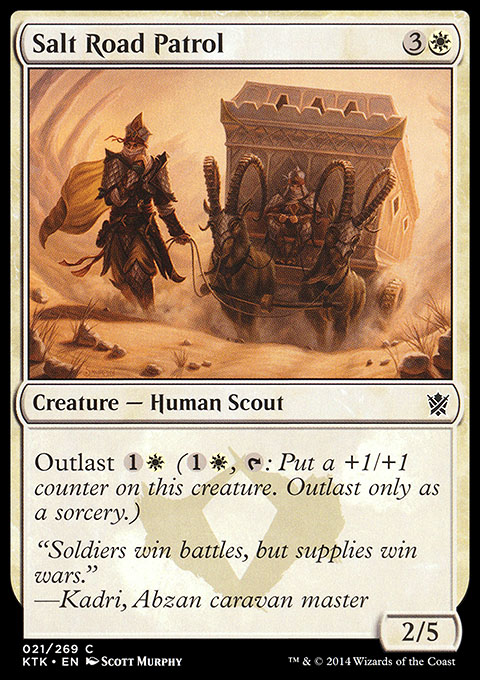 Salt Road Patrol 3
Creature — Human Scout
Outlast 1 (1, : Put a +1/+1
counter on this creature. Outlast only as
a sorcery.)
“Soldiers win battles, but supplies win
wars.”
—Kadri, Abzan caravan master
2/5
021/269 C
KTK • EN Scott Murphy
™ & © 2014 Wizards of the Coast